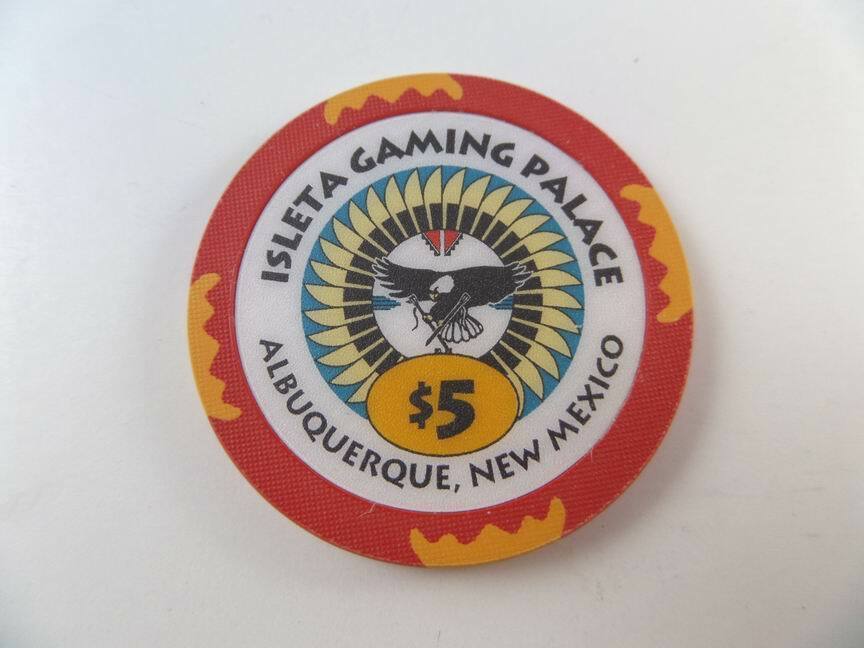 ISLETA GAMING PALACE
$5
ALBUQUERQUE, NEW MEXICO